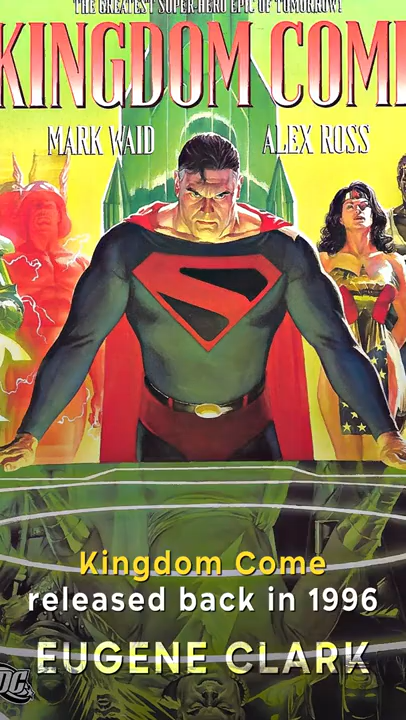 THE GREATEST SUPER-HERO EPIC OF TOMORROW!
KINGDOM COME
MARK WAID
ALEX ROSS
Kingdom Come
released back in 1996
EUGENE CLARK
DC